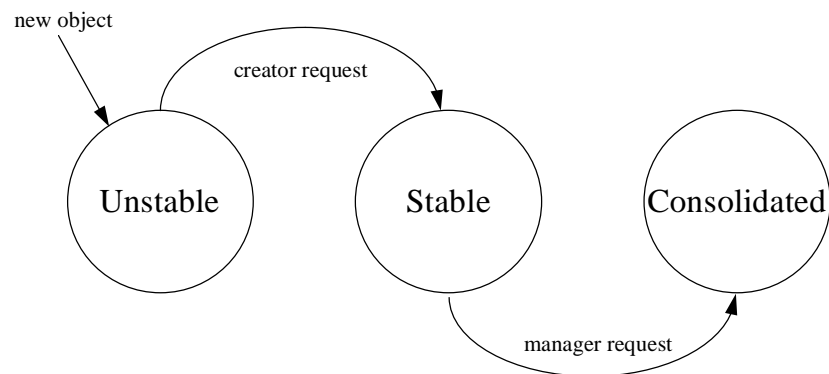 new object
creator request
Unstable
Stable
Consolidated
manager request